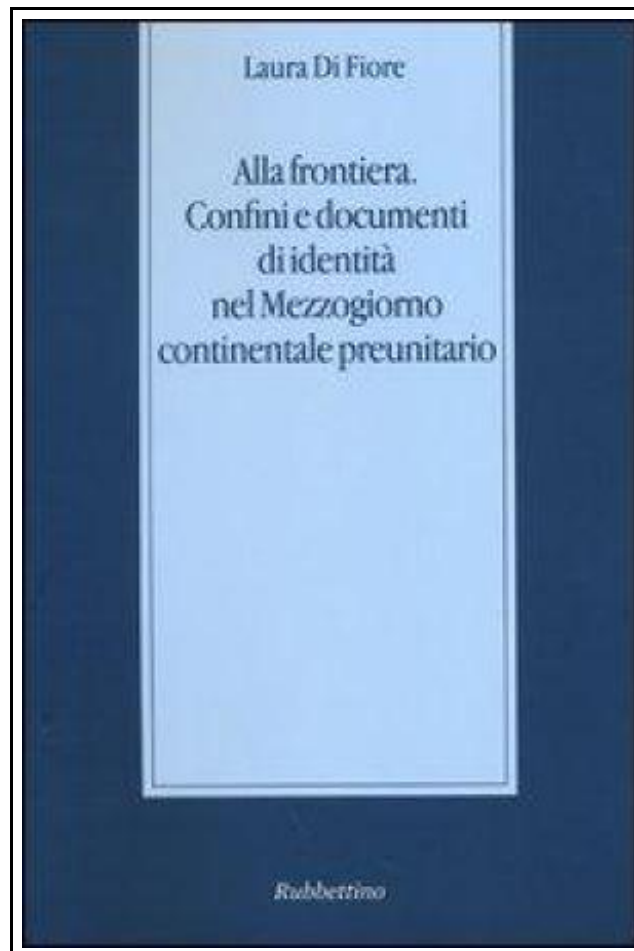 Laura Di Fiore
Alla frontiera.
Confini e documenti
di identità
nel Mezzogiorno
continentale preunitario
Rubbettino